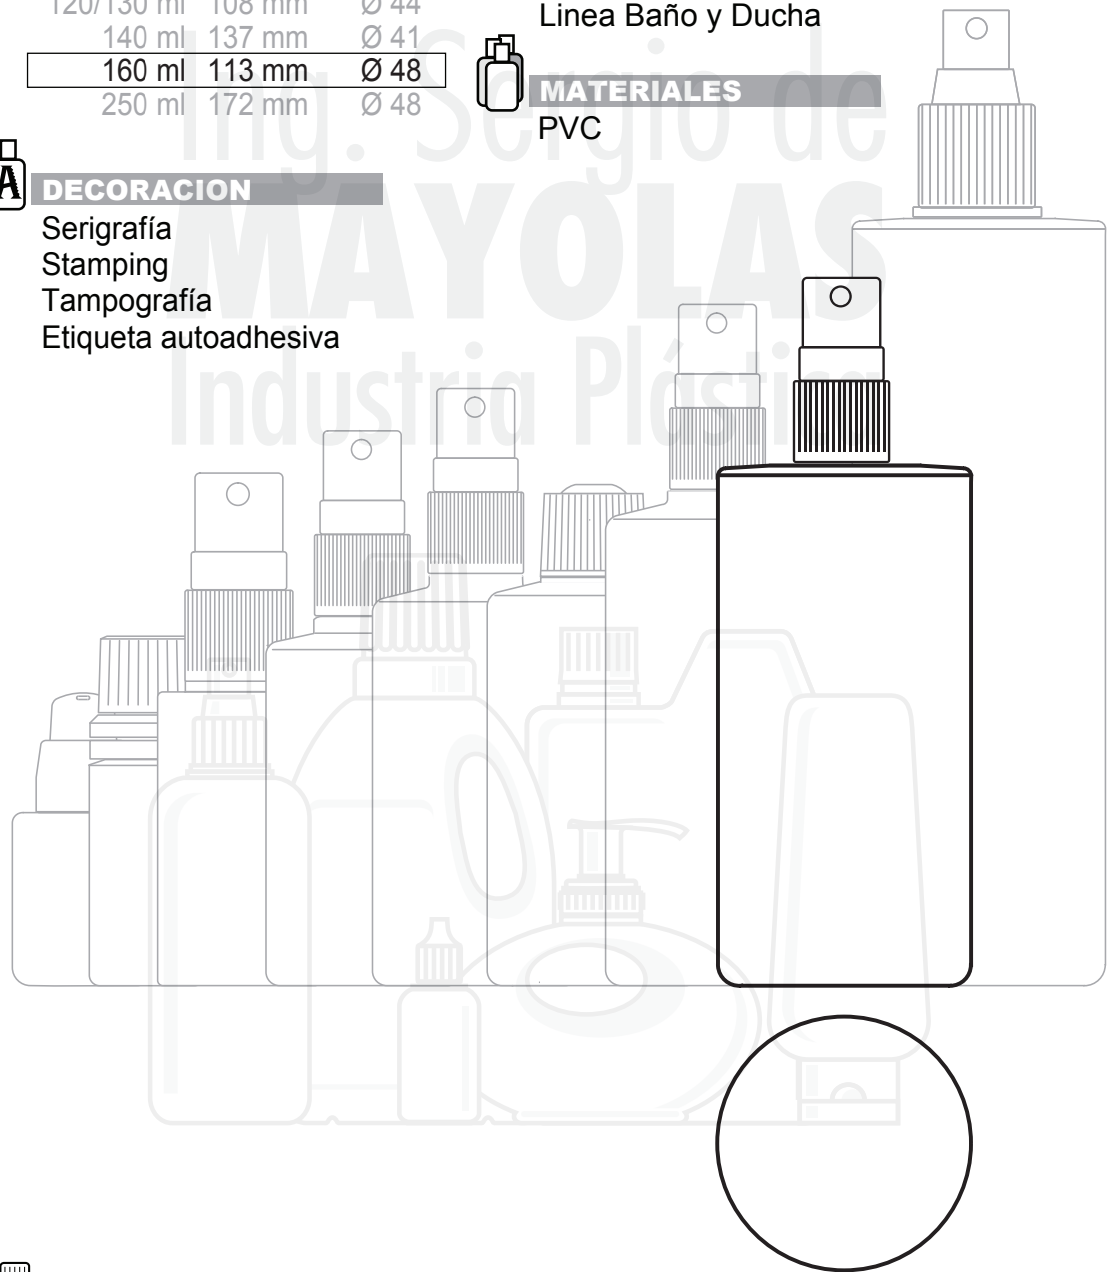 120/130 ml 108 mm Ø 44
140 ml 137 mm Ø 41
160 ml 113 mm Ø 48
250 ml 172 mm Ø 48
Linea Baño y Ducha
MATERIALES
PVC
A DECORACION
Serigrafía
Stamping
Tampografía
Etiqueta autoadhesiva
Ing. Sergio de
MAYOLAS
Industria Plástica